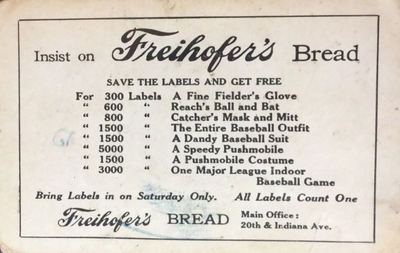 Insist on Freihofer's Bread
SAVE THE LABELS AND GET FREE
For 300 Labels A Fine Fielder's Glove
" 600 " Reach's Ball and Bat
" 800 " Catcher's Mask and Mitt
" 1500 " The Entire Baseball Outfit
" 1500 " A Dandy Baseball Suit
" 5000 " A Speedy Pushmobile
" 1500 " A Pushmobile Costume
" 3000 " One Major League Indoor
Baseball Game
Bring Labels in on Saturday Only. All Labels Count One
Freihofer's BREAD Main Office:
20th & Indiana Ave.